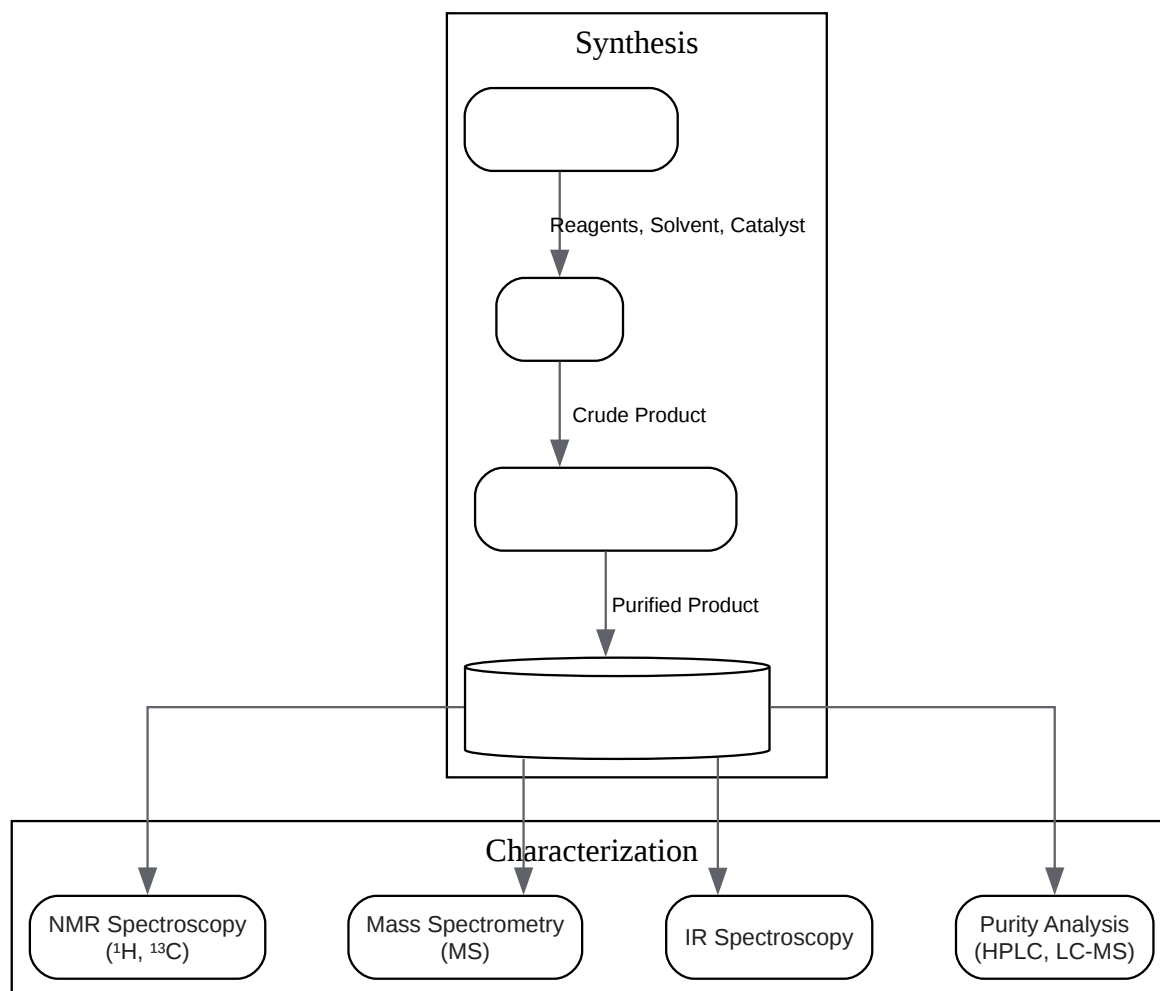 Synthesis
Reagents, Solvent, Catalyst
Crude Product
Purified Product
Characterization
NMR Spectroscopy
(¹H, ¹³C)
Mass Spectrometry
(MS)
IR Spectroscopy
Purity Analysis
(HPLC, LC-MS)